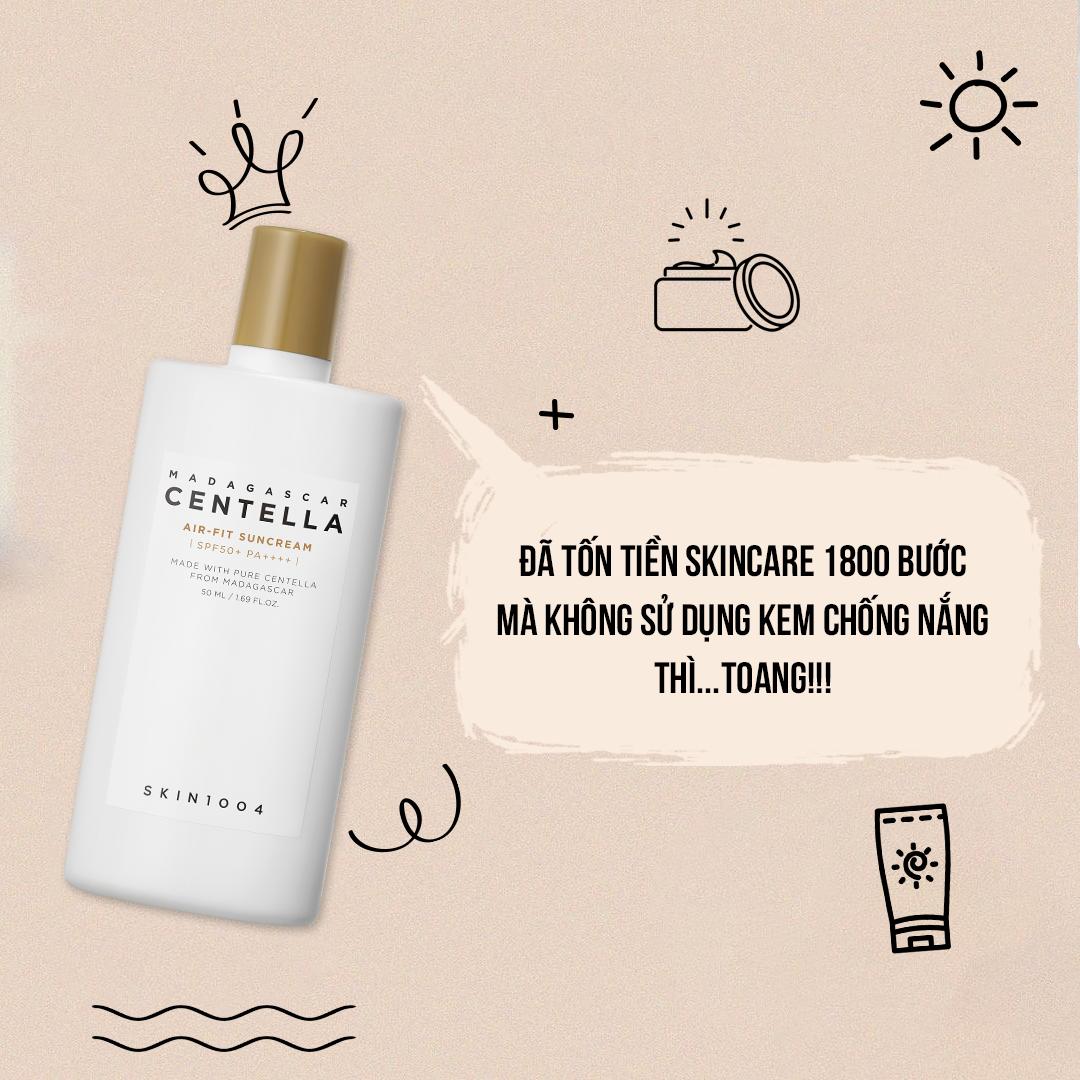 MADAGASCAR
CENTELLA
AIR-FIT SUNCREAM
| SPF50+ PA++++ |
MADE WITH PURE CENTELLA
FROM MADAGASCAR
50 ML / 1.69 FL.OZ.
SKIN1004
ĐÃ TỐN TIỀN SKINCARE 1800 BƯỚC
MÀ KHÔNG SỬ DỤNG KEM CHỐNG NẮNG
THÌ...TOANG!!!